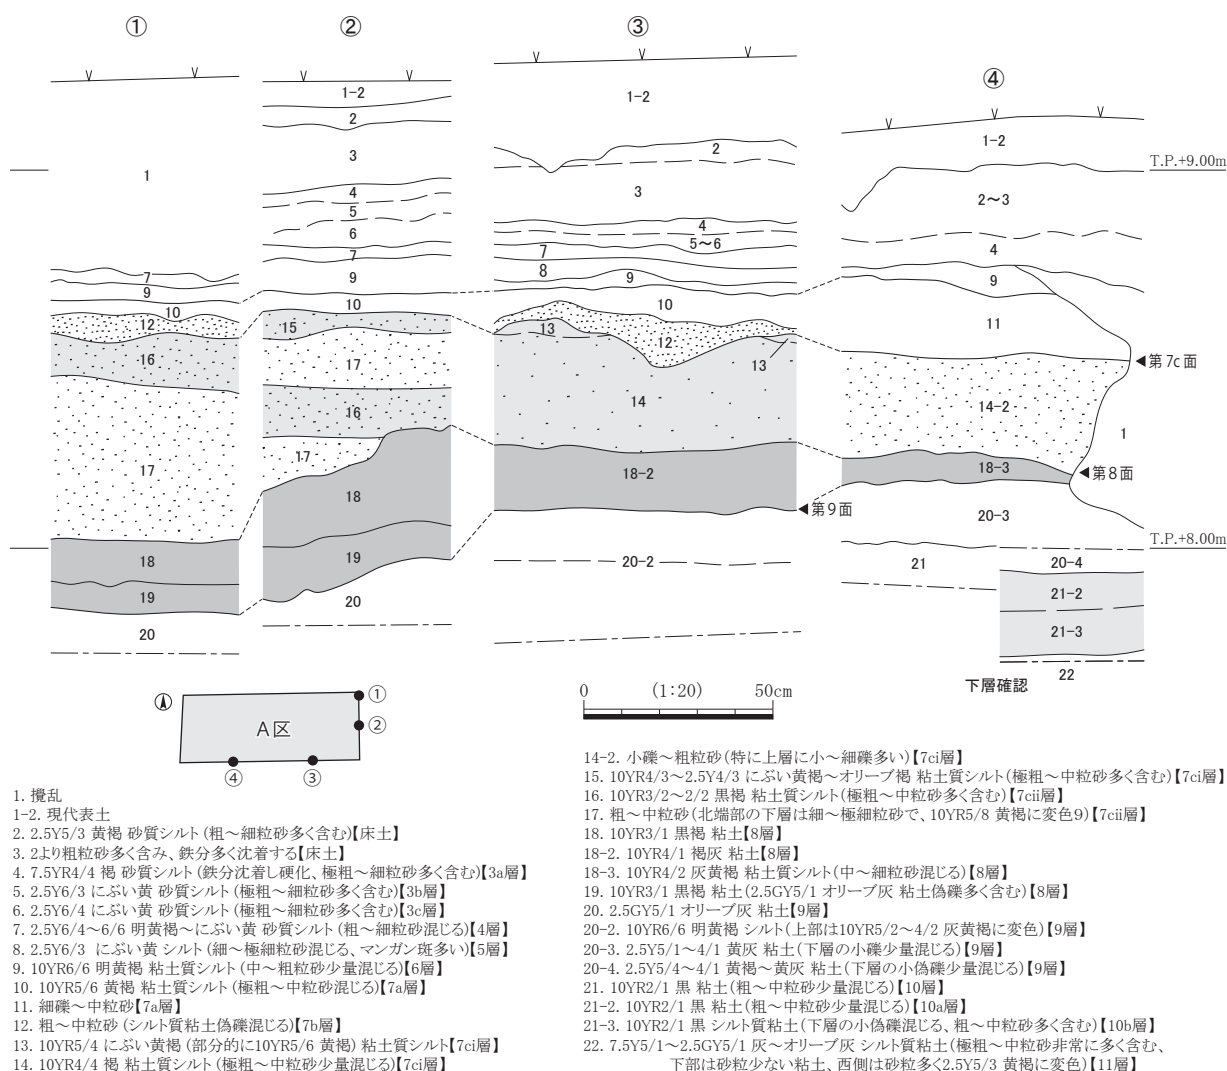 ①
②
③
④
1
7
9
10
12
16
17
18
19
20
1-2
2
3
4
5
6
7
9
10
15
17
16
17
18
19
20
1-2
2
3
4
5～6
7
8
9
10
13
12
13
14
18-2
20-2
1-2
2～3
4
9
11
14-2
1
18-3
20-3
21
20-4
21-2
21-3
22
T.P.+9.00m
◀第7c面
◀第8面
◀第9面
T.P.+8.00m
下層確認
A区
①
②
③
④
0 (1:20) 50cm
1. 攪乱
1-2. 現代表土
2. 2.5Y5/3 黄褐 砂質シルト(粗～細粒砂多く含む)【床土】
3. 2より粗粒砂多く含み、鉄分多く沈着する【床土】
4. 7.5YR4/4 褐 砂質シルト(鉄分沈着し硬化、極粗～細粒砂多く含む)【3a層】
5. 2.5Y6/3 にぶい黄 砂質シルト(極粗～細粒砂多く含む)【3b層】
6. 2.5Y6/4 にぶい黄 砂質シルト(極粗～細粒砂多く含む)【3c層】
7. 2.5Y6/4～6/6 明黄褐～にぶい黄 砂質シルト(粗～細粒砂混じる)【4層】
8. 2.5Y6/3 にぶい黄 シルト(細～極細粒砂混じる、マンガン斑多い)【5層】
9. 10YR6/6 明黄褐 粘土質シルト(中～粗粒砂少量混じる)【6層】
10. 10YR5/6 黄褐 粘土質シルト(極粗～中粒砂混じる)【7a層】
11. 細礫～中粒砂【7a層】
12. 粗～中粒砂(シルト質粘土偽礫混じる)【7b層】
13. 10YR5/4 にぶい黄褐(部分的に10YR5/6 黄褐) 粘土質シルト【7ci層】
14. 10YR4/4 褐 粘土質シルト(極粗～中粒砂少量混じる)【7ci層】
14-2. 小礫～粗粒砂(特に上層に小～細礫多い)【7ci層】
15. 10YR4/3～2.5Y4/3 にぶい黄褐～オリーブ褐 粘土質シルト(極粗～中粒砂多く含む)【7ci層】
16. 10YR3/2～2/2 黒褐 粘土質シルト(極粗～中粒砂多く含む)【7cii層】
17. 粗～中粒砂(北端部の下層は細～極細粒砂で、10YR5/8 黄褐に変色9)【7cii層】
18. 10YR3/1 黒褐 粘土【8層】
18-2. 10YR4/1 褐灰 粘土【8層】
18-3. 10YR4/2 灰黄褐 粘土質シルト(中～細粒砂混じる)【8層】
19. 10YR3/1 黒褐 粘土(2.5GY5/1 オリーブ灰 粘土偽礫多く含む)【8層】
20. 2.5GY5/1 オリーブ灰 粘土【9層】
20-2. 10YR6/6 明黄褐 シルト(上部は10YR5/2～4/2 灰黄褐に変色)【9層】
20-3. 2.5Y5/1～4/1 黄灰 粘土(下層の小礫少量混じる)【9層】
20-4. 2.5Y5/4～4/1 黄褐～黄灰 粘土(下層の小偽礫少量混じる)【9層】
21. 10YR2/1 黒 粘土(粗～中粒砂少量混じる)【10層】
21-2. 10YR2/1 黒 粘土(粗～中粒砂少量混じる)【10a層】
21-3. 10YR2/1 黒 シルト質粘土(下層の小偽礫混じる、粗～中粒砂多く含む)【10b層】
22. 7.5Y5/1～2.5GY5/1 灰～オリーブ灰 シルト質粘土(極粗～中粒砂非常に多く含む、
下部は砂粒少ない粘土、西側は砂粒多く2.5Y5/3 黄褐に変色)【11層】